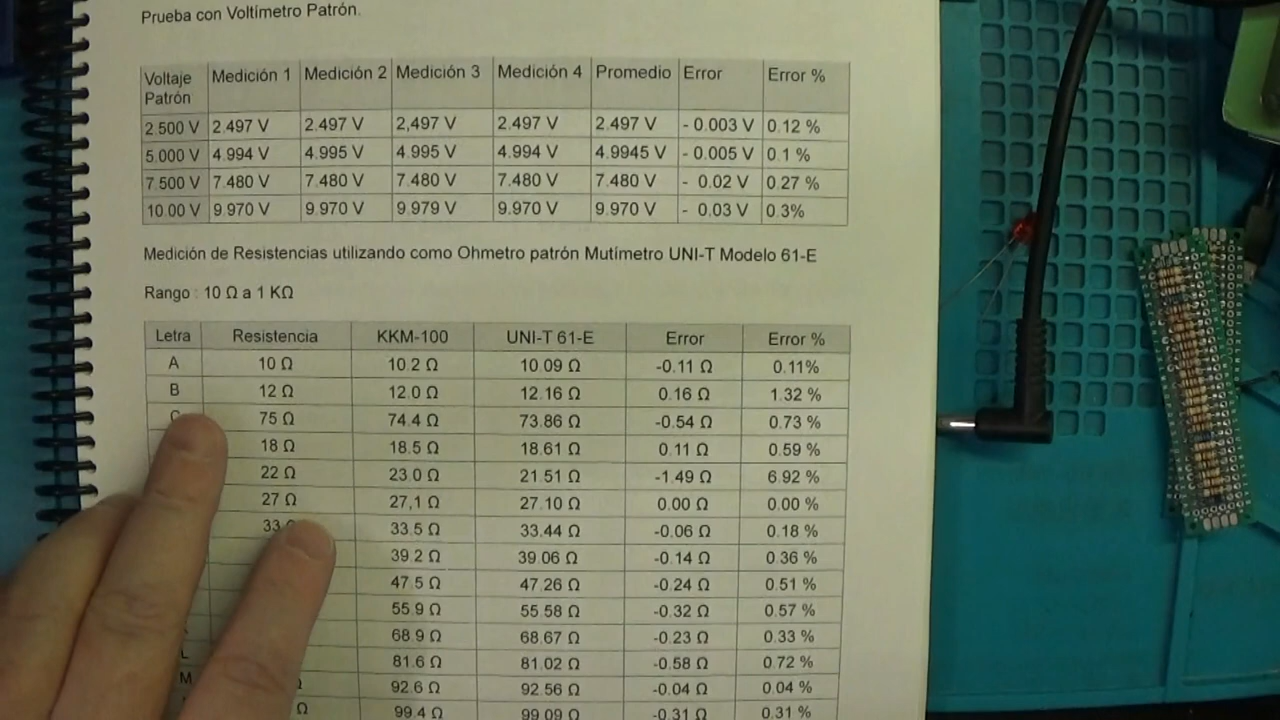 Prueba con Voltímetro Patrón.
Voltaje Patrón Medición 1 Medición 2 Medición 3 Medición 4 Promedio Error Error %
2.500 V 2.497 V 2.497 V 2,497 V 2.497 V 2.497 V - 0.003 V 0.12 %
5.000 V 4.994 V 4.995 V 4.995 V 4.994 V 4.9945 V - 0.005 V 0.1 %
7.500 V 7.480 V 7.480 V 7.480 V 7.480 V 7.480 V - 0.02 V 0.27 %
10.00 V 9.970 V 9.970 V 9.979 V 9.970 V 9.970 V - 0.03 V 0.3%
Medición de Resistencias utilizando como Ohmetro patrón Mutímetro UNI-T Modelo 61-E
Rango : 10 Ω a 1 KΩ
Letra Resistencia KKM-100 UNI-T 61-E Error Error %
A 10 Ω 10.2 Ω 10.09 Ω -0.11 Ω 0.11%
B 12 Ω 12.0 Ω 12.16 Ω 0.16 Ω 1.32 %
C 75 Ω 74.4 Ω 73.86 Ω -0.54 Ω 0.73 %
18 Ω 18.5 Ω 18.61 Ω 0.11 Ω 0.59 %
22 Ω 23.0 Ω 21.51 Ω -1.49 Ω 6.92 %
27 Ω 27,1 Ω 27.10 Ω 0.00 Ω 0.00 %
33 Ω 33.5 Ω 33.44 Ω -0.06 Ω 0.18 %
39.2 Ω 39.06 Ω -0.14 Ω 0.36 %
47.5 Ω 47.26 Ω -0.24 Ω 0.51 %
55.9 Ω 55.58 Ω -0.32 Ω 0.57 %
68.9 Ω 68.67 Ω -0.23 Ω 0.33 %
L 81.6 Ω 81.02 Ω -0.58 Ω 0.72 %
M 92.6 Ω 92.56 Ω -0.04 Ω 0.04 %
Ω 99.4 Ω 99.09 Ω -0.31 Ω 0.31 %